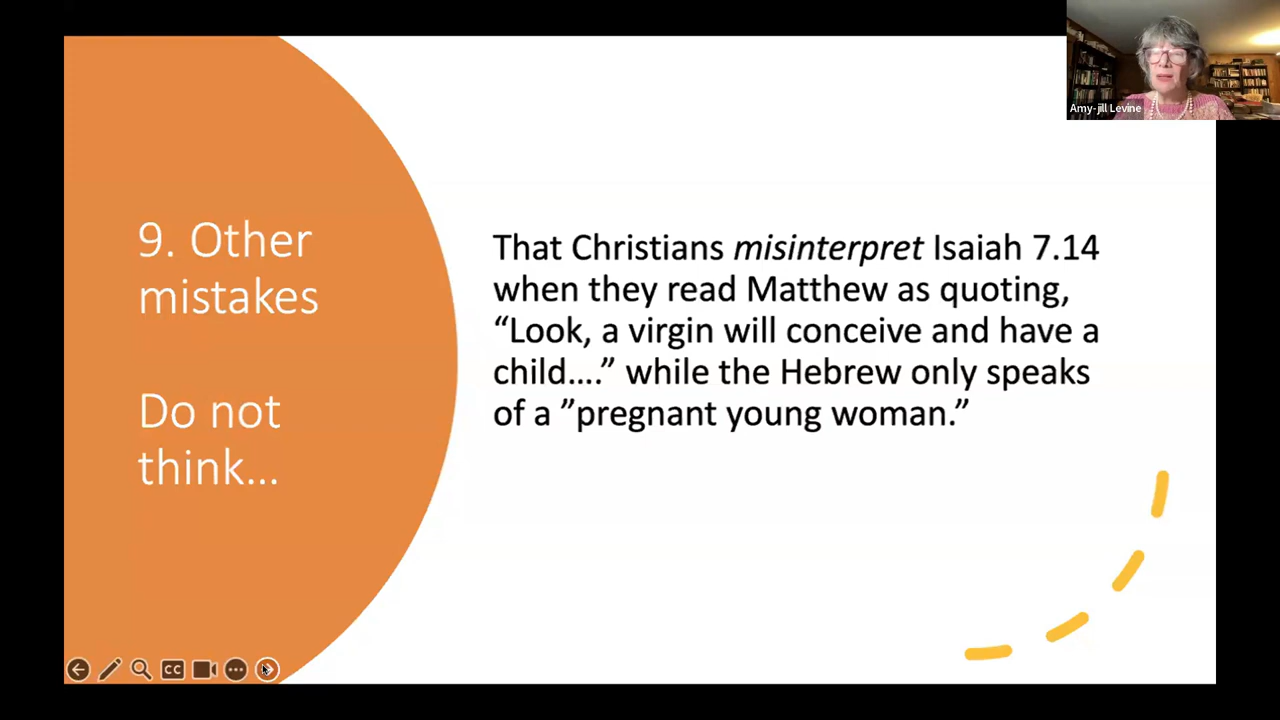 Amy-jill Levine
9. Other
mistakes
Do not
think...
That Christians misinterpret Isaiah 7.14
when they read Matthew as quoting,
“Look, a virgin will conceive and have a
child....” while the Hebrew only speaks
of a ”pregnant young woman.”
CC